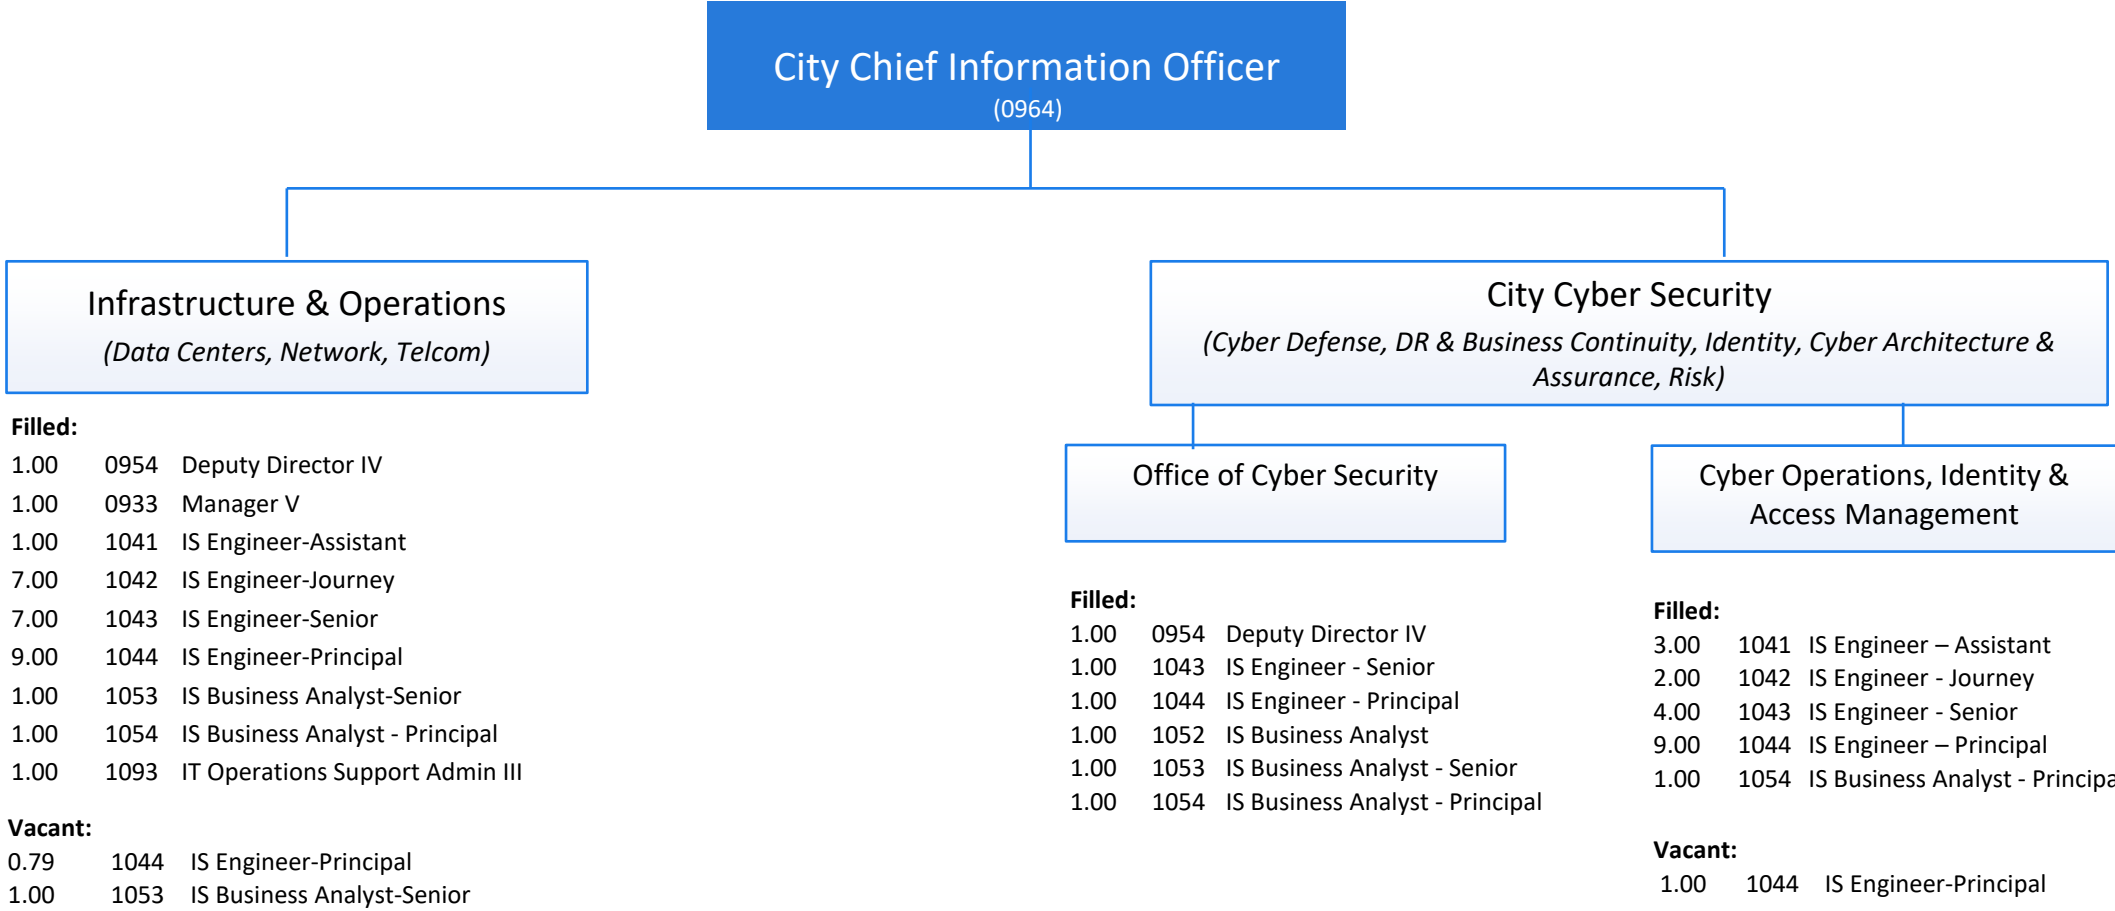 City Chief Information Officer
(0964)
Infrastructure & Operations
(Data Centers, Network, Telcom)
Filled:
1.00 0954 Deputy Director IV
1.00 0933 Manager V
1.00 1041 IS Engineer-Assistant
7.00 1042 IS Engineer-Journey
7.00 1043 IS Engineer-Senior
9.00 1044 IS Engineer-Principal
1.00 1053 IS Business Analyst-Senior
1.00 1054 IS Business Analyst - Principal
1.00 1093 IT Operations Support Admin III
Vacant:
0.79 1044 IS Engineer-Principal
1.00 1053 IS Business Analyst-Senior
City Cyber Security
(Cyber Defense, DR & Business Continuity, Identity, Cyber Architecture &
Assurance, Risk)
Office of Cyber Security
Filled:
1.00 0954 Deputy Director IV
1.00 1043 IS Engineer - Senior
1.00 1044 IS Engineer - Principal
1.00 1052 IS Business Analyst
1.00 1053 IS Business Analyst - Senior
1.00 1054 IS Business Analyst - Principal
Cyber Operations, Identity &
Access Management
Filled:
3.00 1041 IS Engineer – Assistant
2.00 1042 IS Engineer - Journey
4.00 1043 IS Engineer - Senior
9.00 1044 IS Engineer – Principal
1.00 1054 IS Business Analyst - Principa
Vacant:
1.00 1044 IS Engineer-Principal